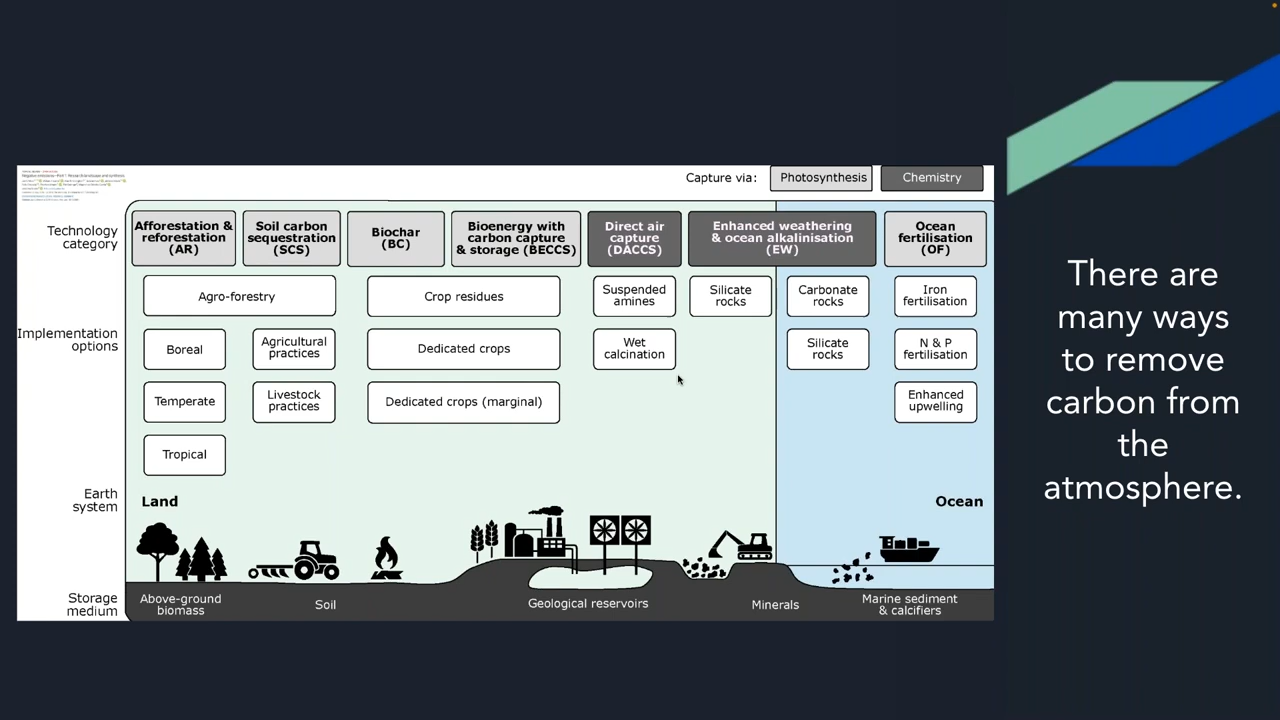 Capture via:
Photosynthesis
Chemistry
Technology
category
Afforestation &
reforestation
(AR)
Soil carbon
sequestration
(SCS)
Biochar
(BC)
Bioenergy with
carbon capture
& storage (BECCS)
Direct air
capture
(DACCS)
Enhanced weathering
& ocean alkalinisation
(EW)
Ocean
fertilisation
(OF)
Implementation
options
Agro-forestry
Crop residues
Suspended
amines
Silicate
rocks
Carbonate
rocks
Iron
fertilisation
Boreal
Agricultural
practices
Dedicated crops
Wet
calcination
Silicate
rocks
N & P
fertilisation
Temperate
Livestock
practices
Dedicated crops (marginal)
Enhanced
upwelling
Tropical
Earth
system
Land
Ocean
Storage
medium
Above-ground
biomass
Soil
Geological reservoirs
Minerals
Marine sediment
& calcifiers
There are
many ways
to remove
carbon from
the
atmosphere.